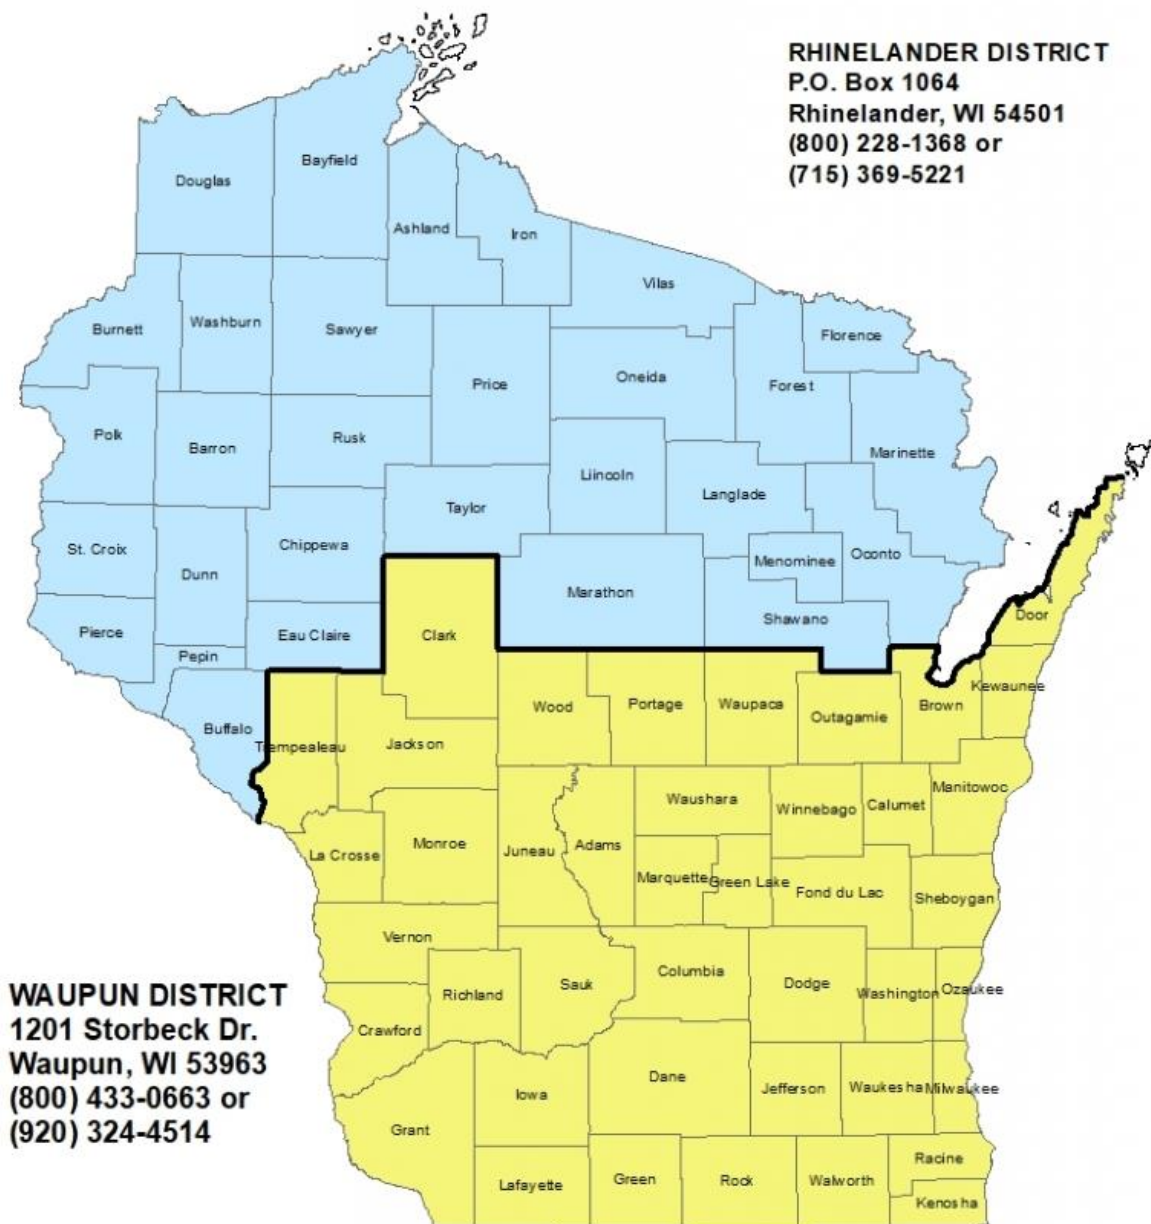 RHINELANDER DISTRICT
P.O. Box 1064
Rhinelander, WI 54501
(800) 228-1368 or
(715) 369-5221
Bayfield
Douglas
Ashland
Iron
Vilas
Burnett
Washburn
Sawyer
Florence
Price
Oneida
Forest
Polk
Barron
Rusk
Marinette
Liincoln
Langlade
Taylor
St. Croix
Chippewa
Dunn
Menominee
Oconto
Marathon
Pierce
Eau Claire
Clark
Shawano
Door
Pepin
Kewaunee
Buffalo
Trempealeau
Jackson
Wood
Portage
Waupaca
Outagamie
Brown
Waushara
Winnebago
Calumet
Manitowoc
La Crosse
Monroe
Juneau
Adams
Marquette
Green Lake
Fond du Lac
Sheboygan
Vernon
Richland
Sauk
Columbia
Dodge
Washington
Ozaukee
WAUPUN DISTRICT
1201 Storbeck Dr.
Waupun, WI 53963
(800) 433-0663 or
(920) 324-4514
Crawford
Iowa
Dane
Jefferson
Waukesha
Milwaukee
Grant
Lafayette
Green
Rock
Walworth
Racine
Kenosha